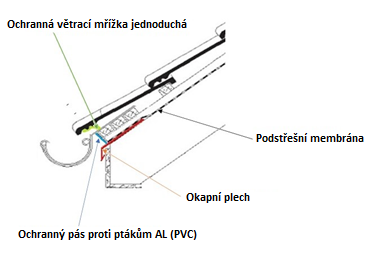 Ochranná větrací mřížka jednoduchá
Podstřešní membrána
Okapní plech
Ochranný pás proti ptákům AL (PVC)